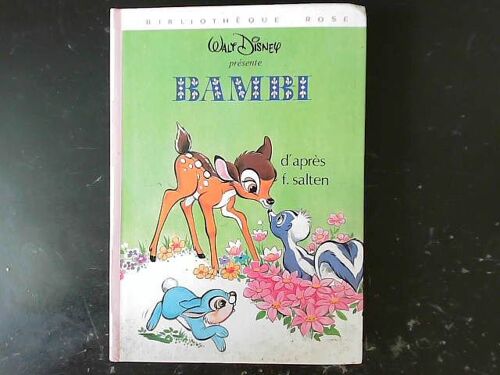 BIBLIOTHÈQUE ROSE
WALT DISNEY
présente
BAMBI
d'après
f. salten